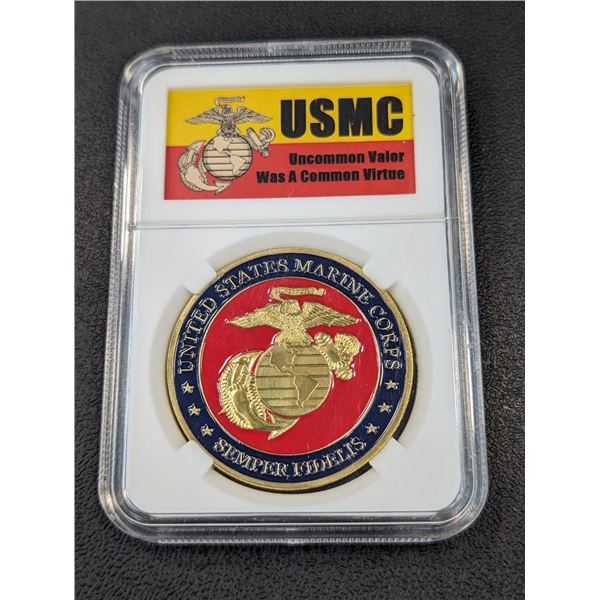 USMC
Uncommon Valor
Was A Common Virtue
UNITED STATES MARINE CORPS
SEMPER FIDELIS